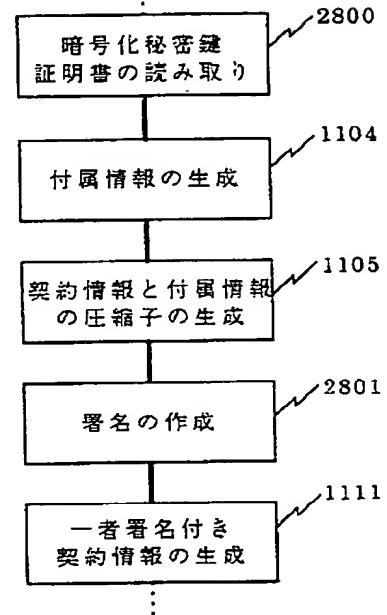 2800
暗号化秘密鍵
証明書の読み取り
1104
付属情報の生成
1105
契約情報と付属情報
の圧縮子の生成
2801
署名の作成
1111
一者署名付き
契約情報の生成